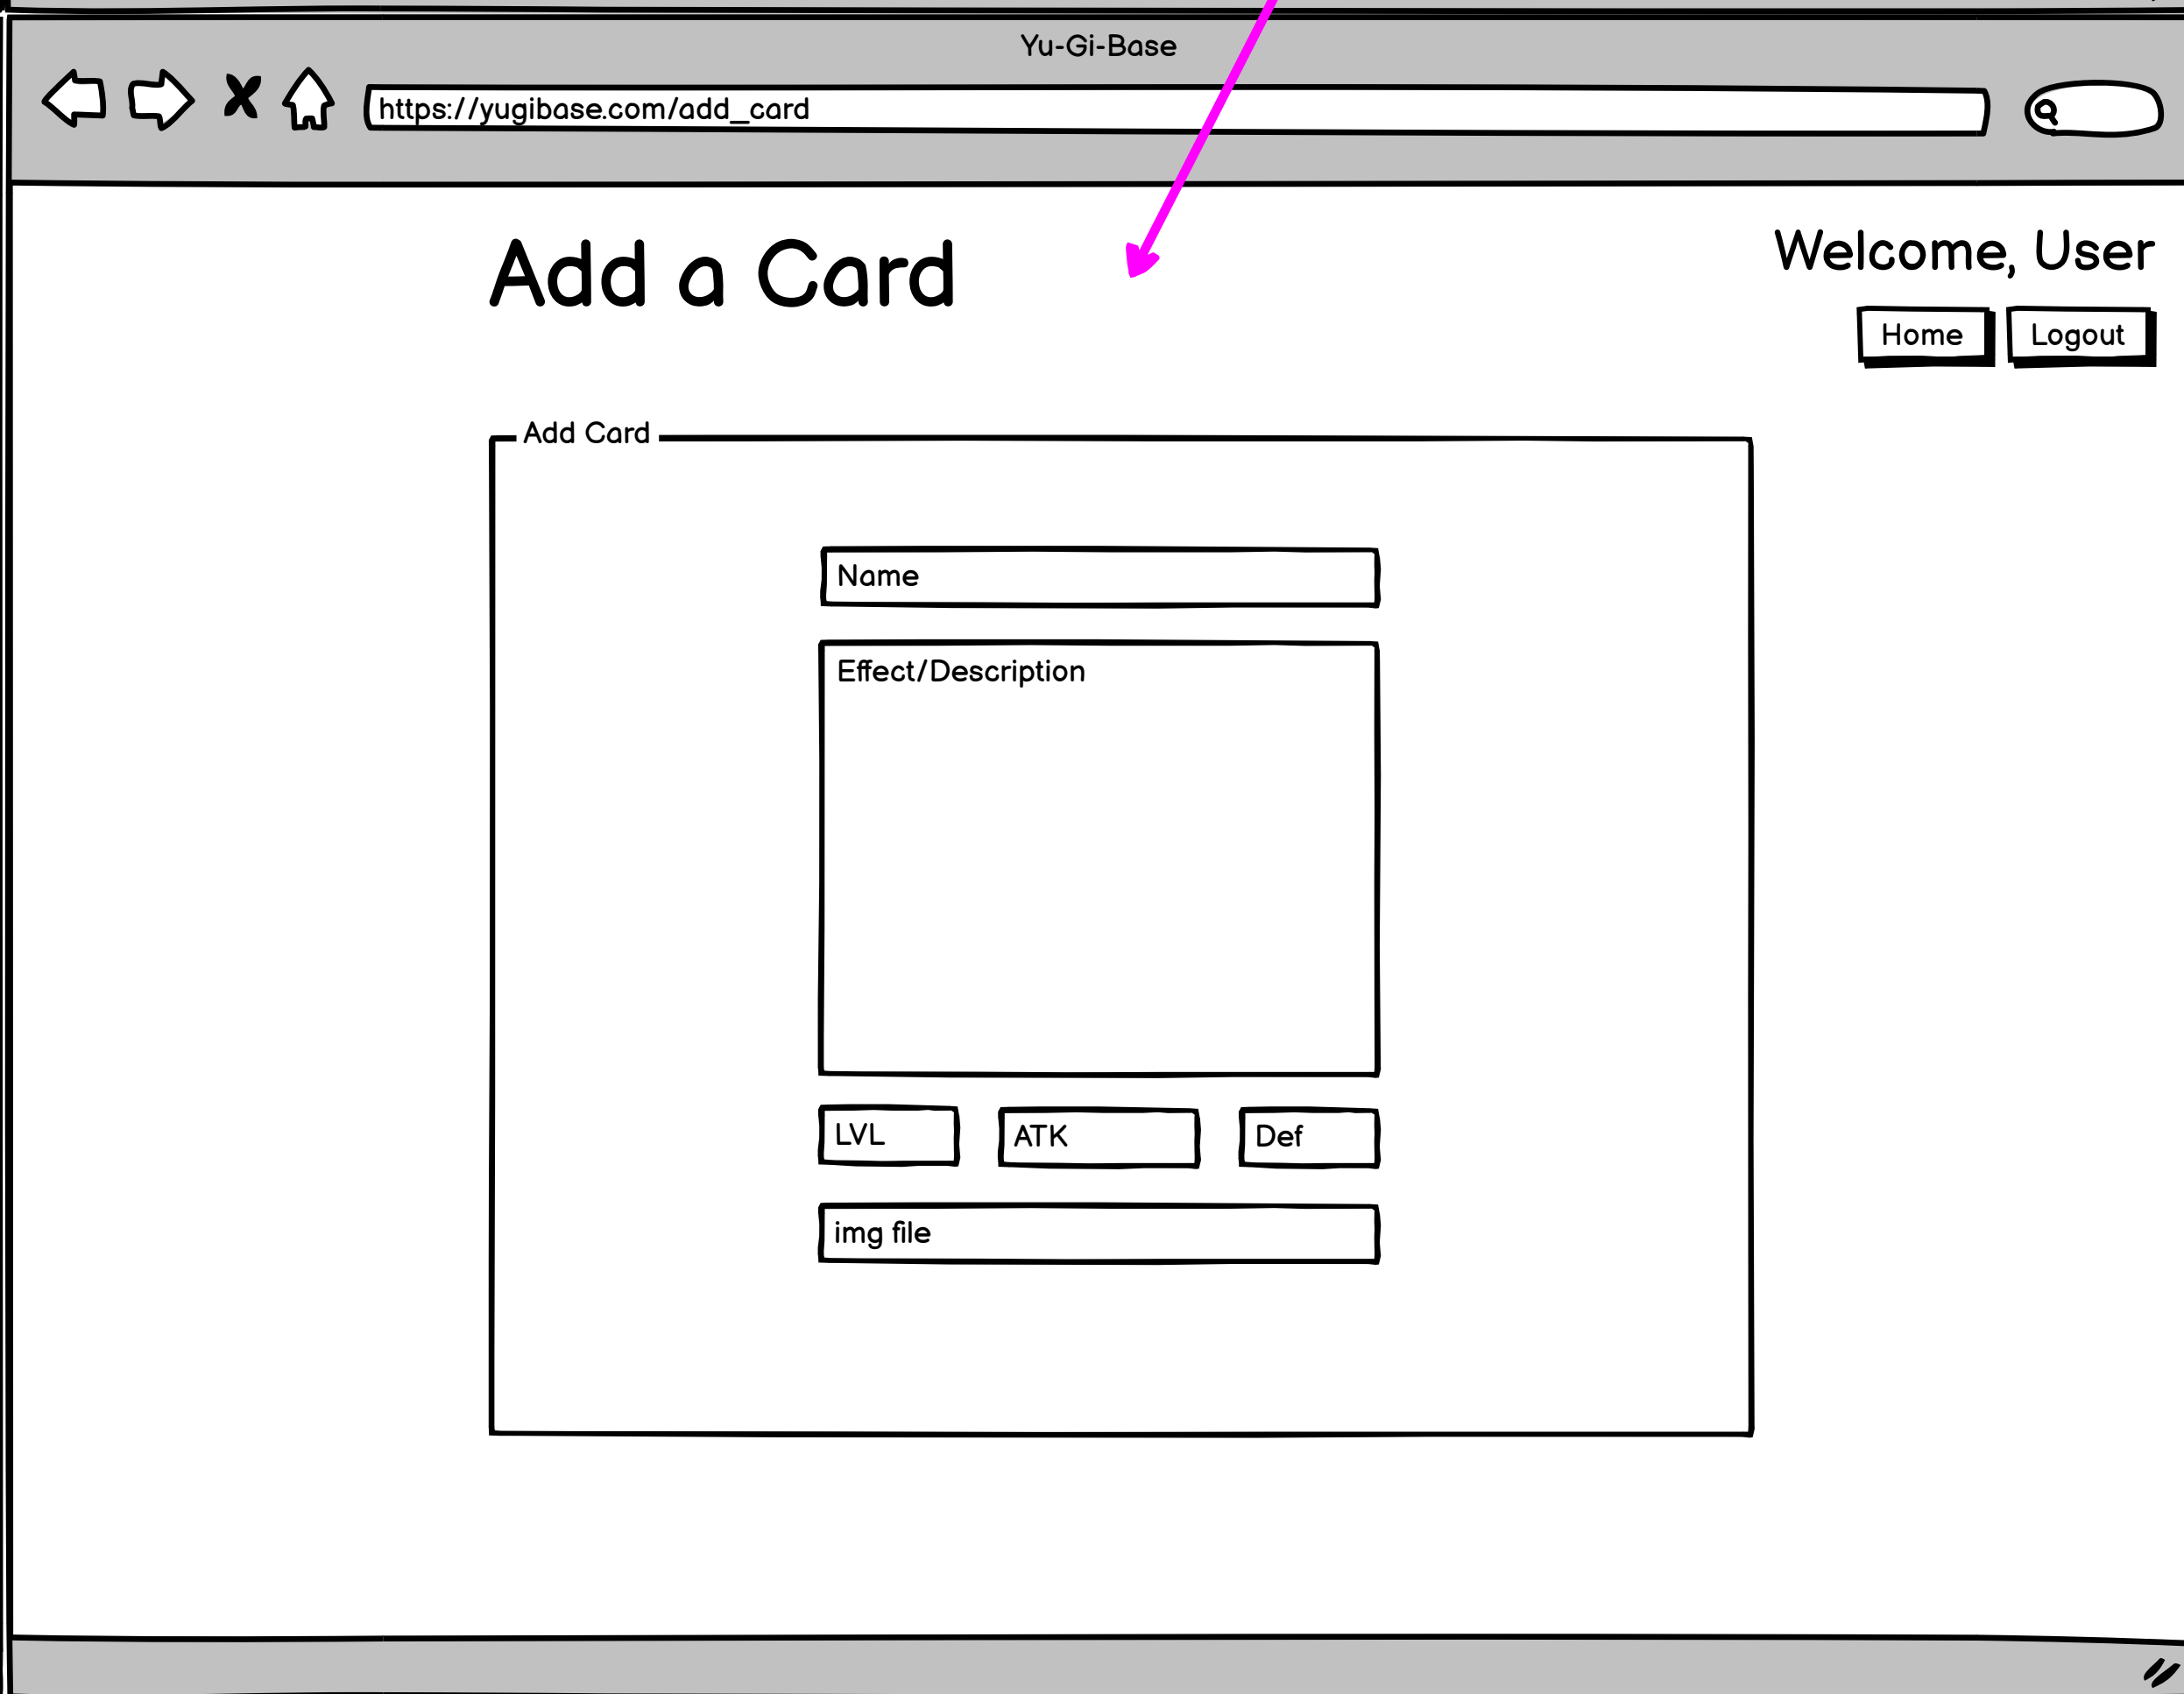 Yu-Gi-Base
https://yugibase.com/add_card
Add a Card
Welcome, User
Home Logout
Add Card
Name
Effect/Description
LVL ATK Def
img file